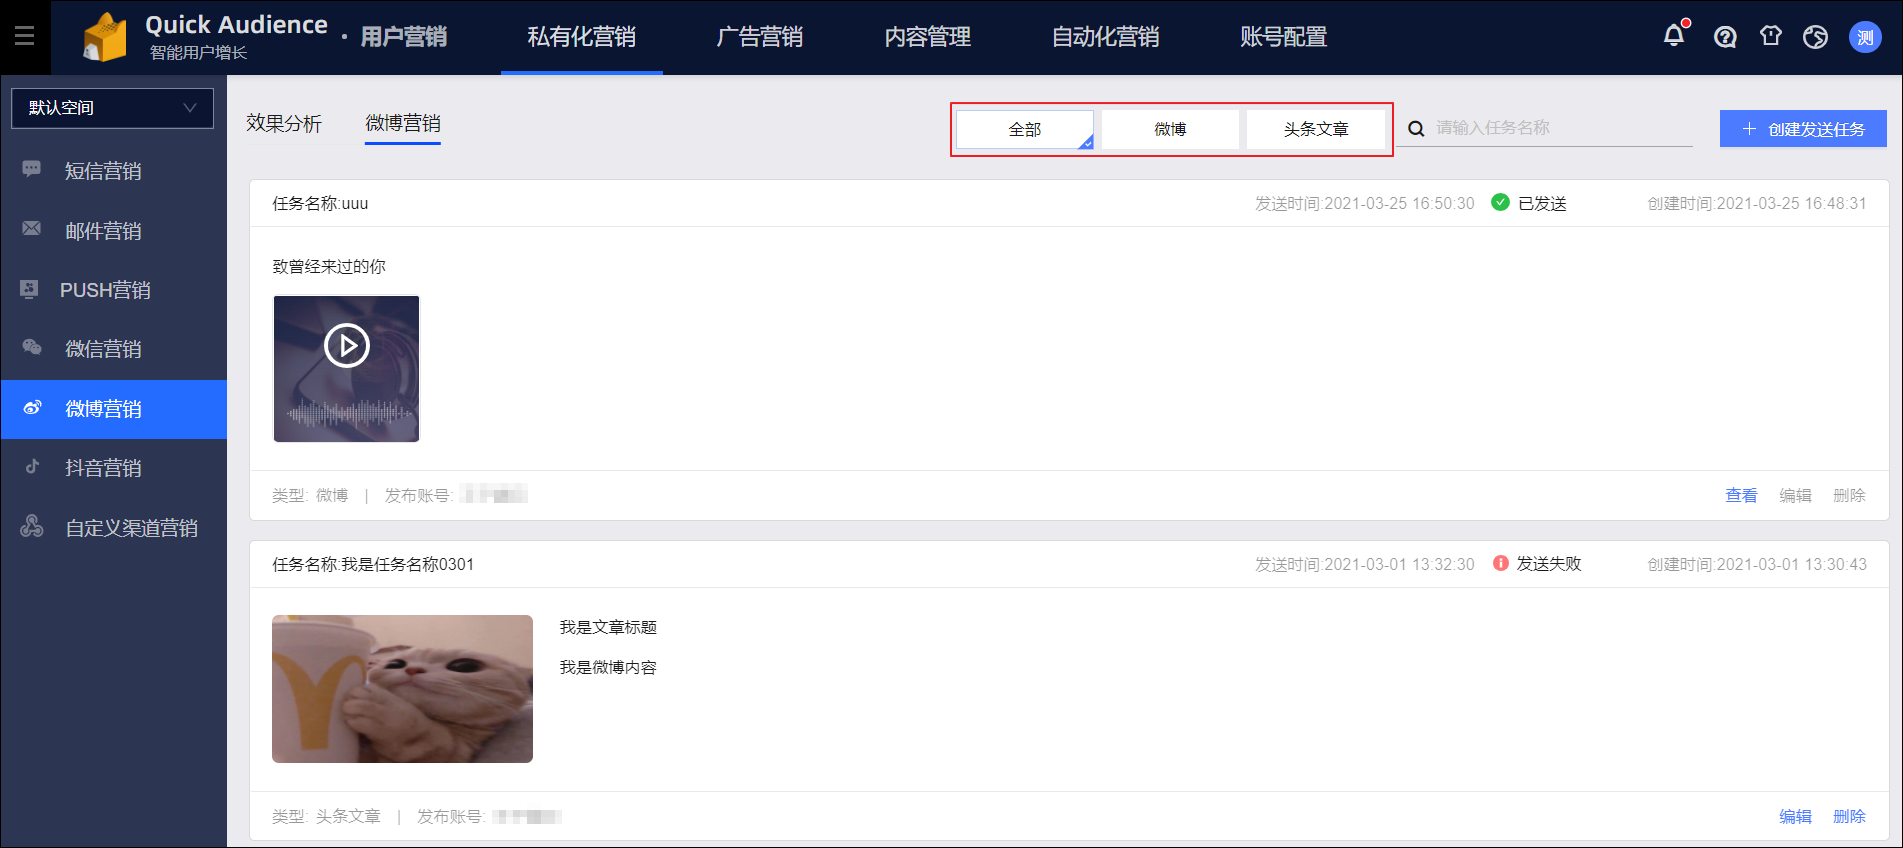 Quick Audience
智能用户增长
· 用户营销
私有化营销
广告营销
内容管理
自动化营销
账号配置
测
默认空间
短信营销
邮件营销
PUSH营销
微信营销
微博营销
抖音营销
自定义渠道营销
效果分析
微博营销
全部
微博
头条文章
请输入任务名称
+ 创建发送任务
任务名称:uuu
发送时间:2021-03-25 16:50:30
已发送
创建时间:2021-03-25 16:48:31
致曾经来过的你
类型: 微博 | 发布账号:
查看 编辑 删除
任务名称:我是任务名称0301
发送时间:2021-03-01 13:32:30
发送失败
创建时间:2021-03-01 13:30:43
我是文章标题
我是微博内容
类型: 头条文章 | 发布账号:
编辑 删除